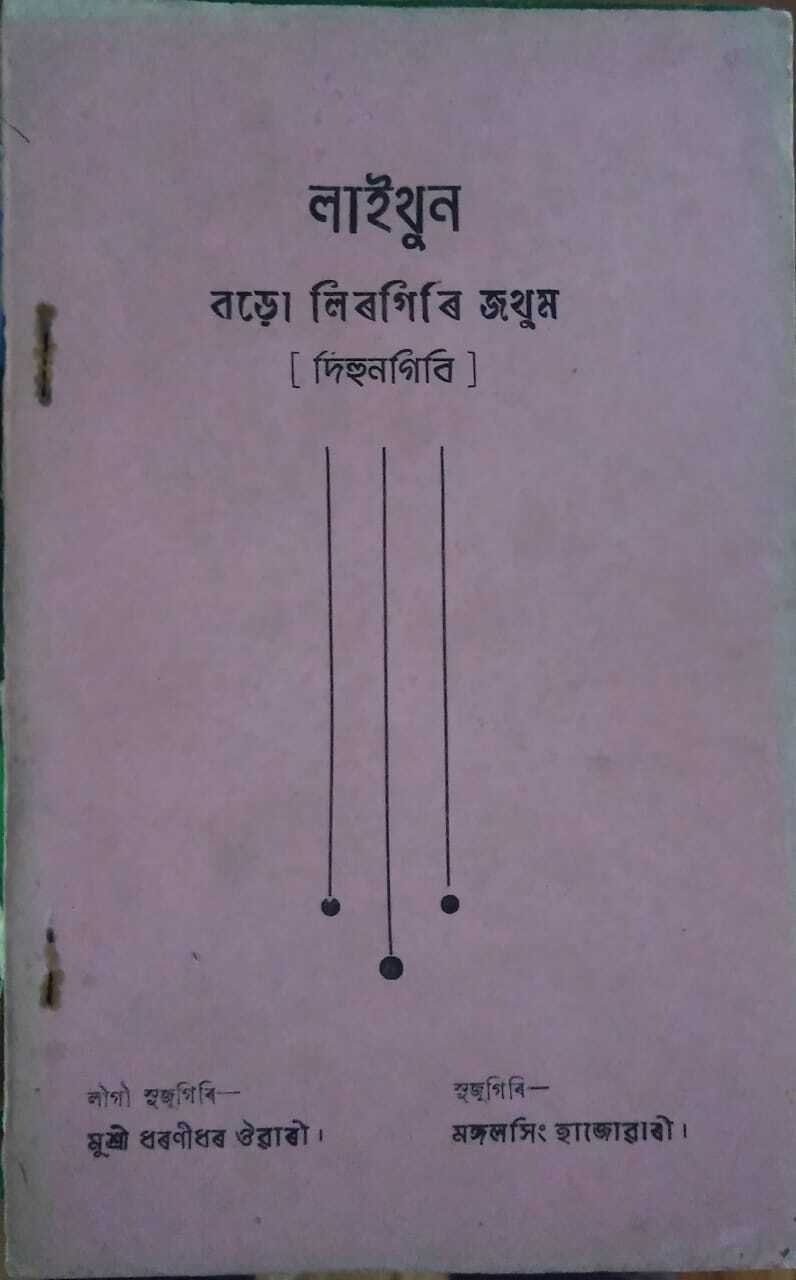 লাইথুন
বড়ো লিৰগিৰি জথুম
[ দিহুনগিৰি ]
লোগো সুজুগিৰি—
মুশ্রী ধৰণীধৰ ঔৱাৰী।
সুজুগিৰি—
মঙ্গলসিং হাজোৱাৰী।